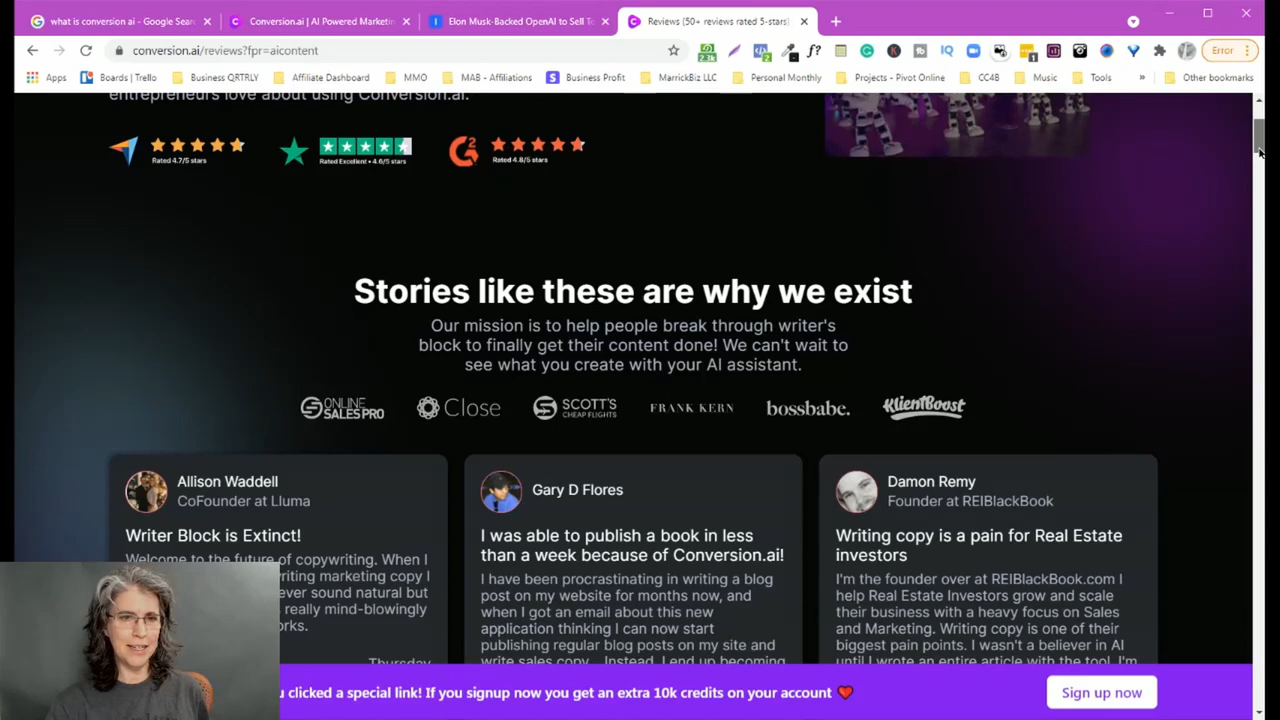 what is conversion ai - Google Sear
Conversion.ai | AI Powered Marketin
Elon Musk-Backed OpenAI to Sell Te
Reviews (50+ reviews rated 5-stars)
conversion.ai/reviews?fpr=aicontent
Error
Apps
Boards | Trello
Business QRTRLY
Affiliate Dashboard
MMO
MAB - Affiliations
Business Profit
MarrickBiz LLC
Personal Monthly
Projects - Pivot Online
CC4B
Music
Tools
Other bookmarks
entrepreneurs love about using Conversion.ai.
Rated 4.7/5 stars
Rated Excellent • 4.6/5 stars
Rated 4.8/5 stars
Stories like these are why we exist
Our mission is to help people break through writer's
block to finally get their content done! We can't wait to
see what you create with your AI assistant.
ONLINE
SALES PRO
Close
SCOTT'S
CHEAP FLIGHTS
FRANK KERN
bossbabe.
KlientBoost
Allison Waddell
CoFounder at Lluma
Writer Block is Extinct!
Welcome to the future of copywriting. When I
riting marketing copy I
ever sound natural but
really mind-blowingly
orks.
Thursday
Gary D Flores
I was able to publish a book in less
than a week because of Conversion.ai!
I have been procrastinating in writing a blog
post on my website for months now, and
when I got an email about this new
application thinking I can now start
publishing regular blog posts on my site and
write sales copy... Instead, I end up becoming
Damon Remy
Founder at REIBlackBook
Writing copy is a pain for Real Estate
investors
I'm the founder over at REIBlackBook.com I
help Real Estate Investors grow and scale
their business with a heavy focus on Sales
and Marketing. Writing copy is one of their
biggest pain points. I wasn't a believer in AI
until I wrote an entire article with the tool. I'm
u clicked a special link! If you signup now you get an extra 10k credits on your account
Sign up now